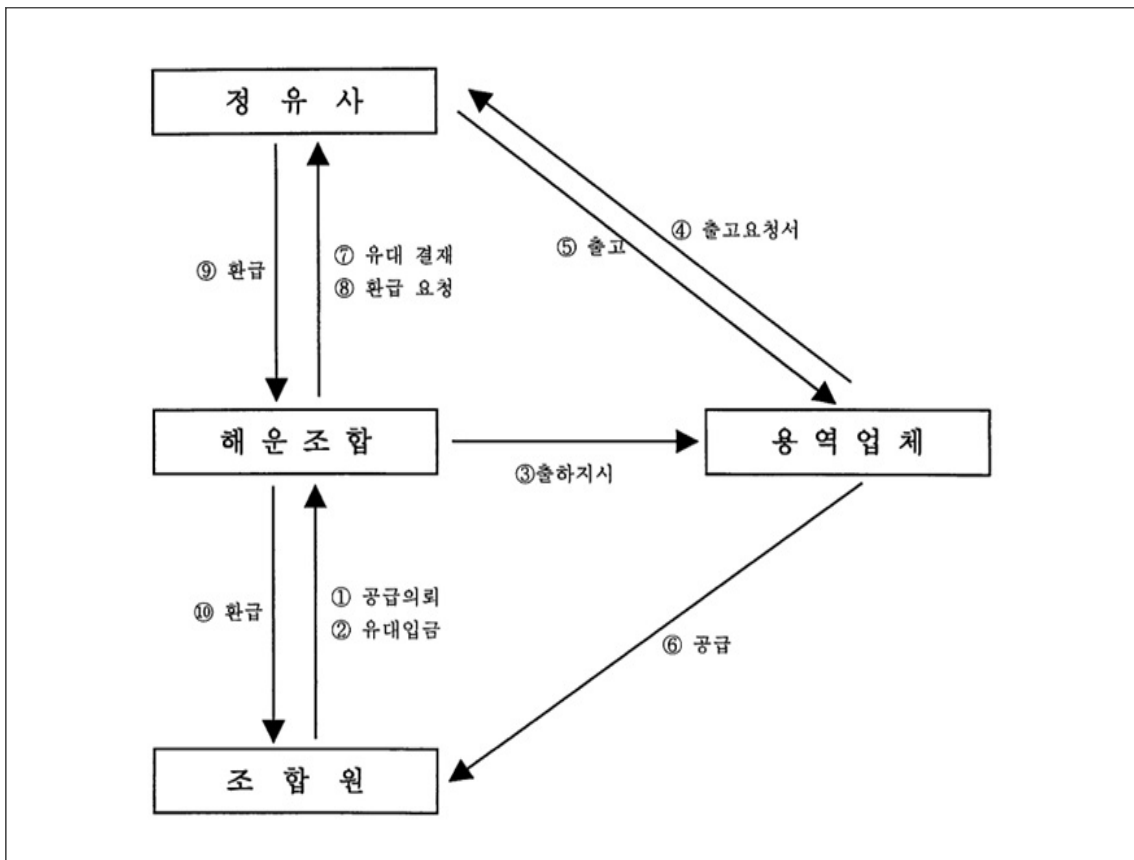 정 유 사
④ 출고요청서
⑤ 출고
⑦ 유대 결재
⑨ 환급
⑧ 환급 요청
해 운 조 합
용 역 업 체
③출하지시
① 공급의뢰
⑩ 환급
② 유대입금
⑥ 공급
조 합 원